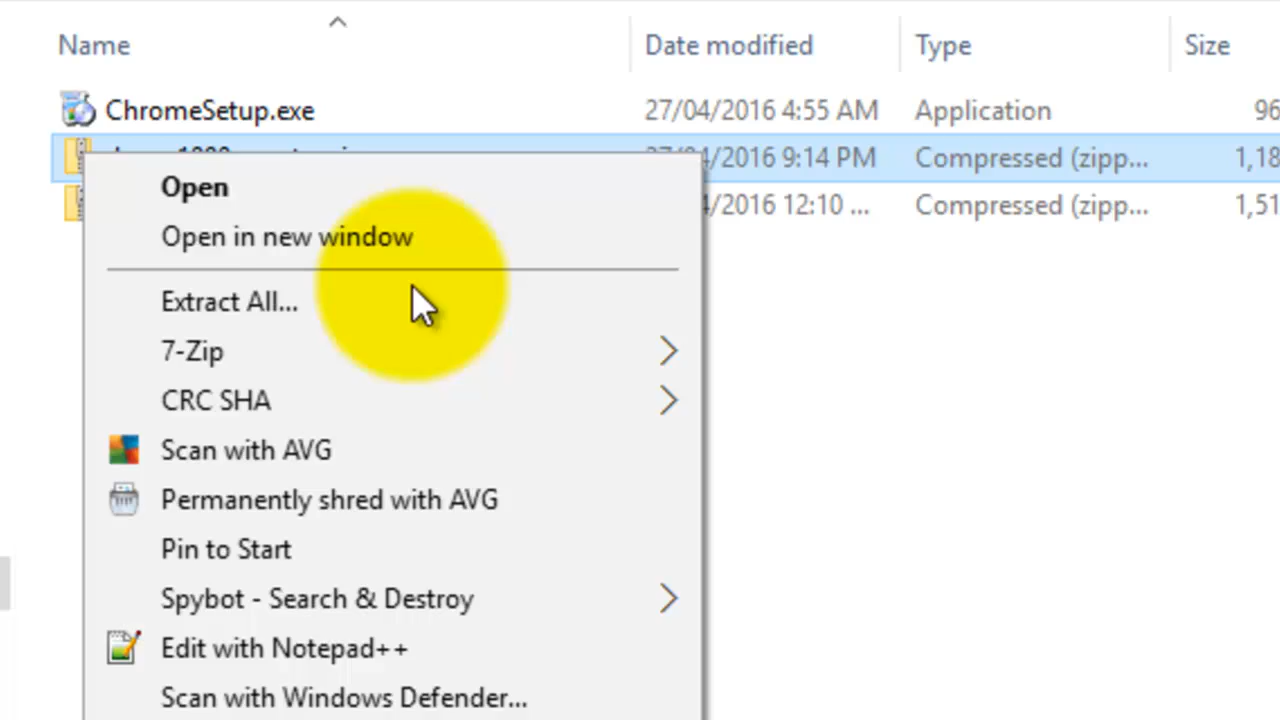 Name Date modified Type Size
ChromeSetup.exe 27/04/2016 4:55 AM Application 96
9:14 PM Compressed (zipp... 1,18
/2016 12:10 ... Compressed (zipp... 1,51
Open
Open in new window
Extract All...
7-Zip
CRC SHA
Scan with AVG
Permanently shred with AVG
Pin to Start
Spybot - Search & Destroy
Edit with Notepad++
Scan with Windows Defender...